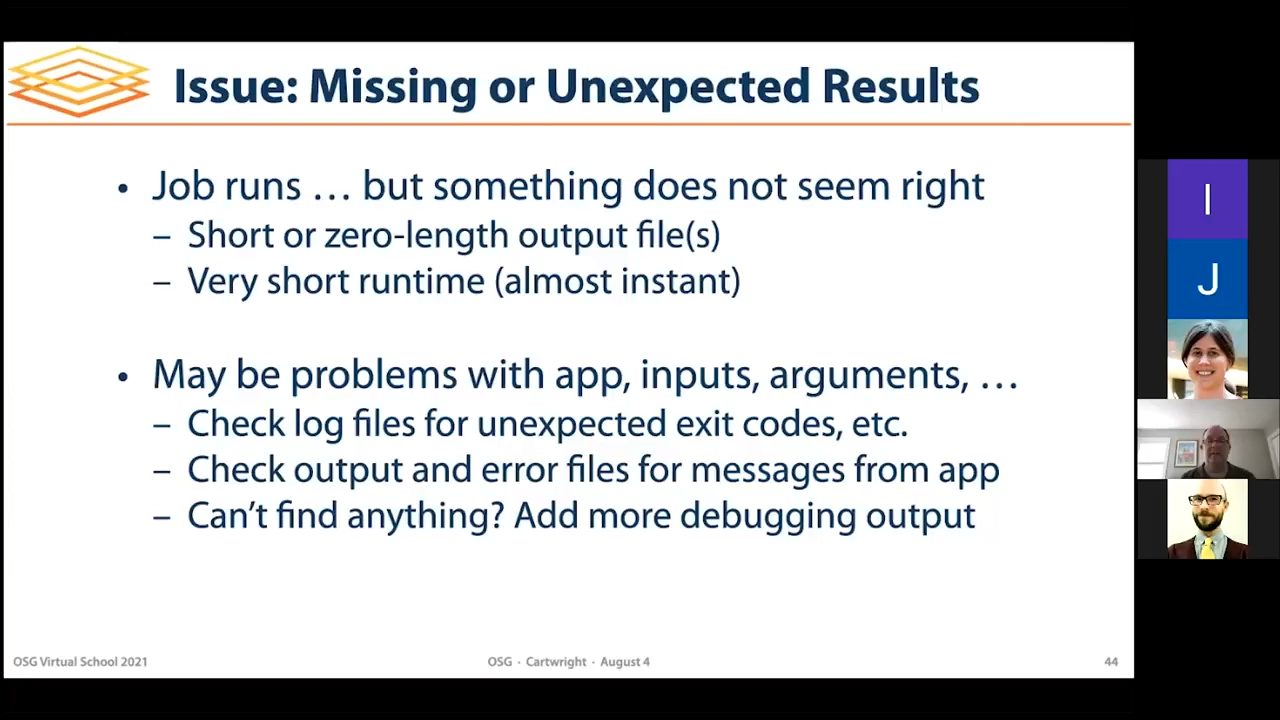 Issue: Missing or Unexpected Results
• Job runs … but something does not seem right
– Short or zero-length output file(s)
– Very short runtime (almost instant)
• May be problems with app, inputs, arguments, …
– Check log files for unexpected exit codes, etc.
– Check output and error files for messages from app
– Can’t find anything? Add more debugging output
OSG Virtual School 2021
OSG · Cartwright · August 4
44
I
J